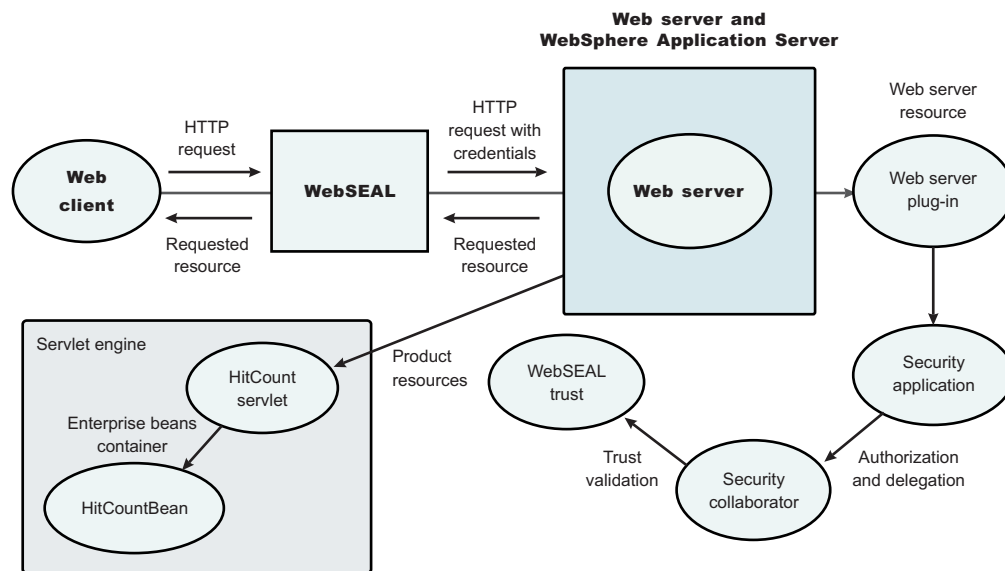 Web server and
WebSphere Application Server
Web server
resource
HTTP
request
HTTP
request with
credentials
Web
client
WebSEAL
Web server
Web server
plug-in
Requested
resource
Requested
resource
Servlet engine
HitCount
servlet
Product
resources
WebSEAL
trust
Security
application
Enterprise beans
container
HitCountBean
Trust
validation
Security
collaborator
Authorization
and delegation